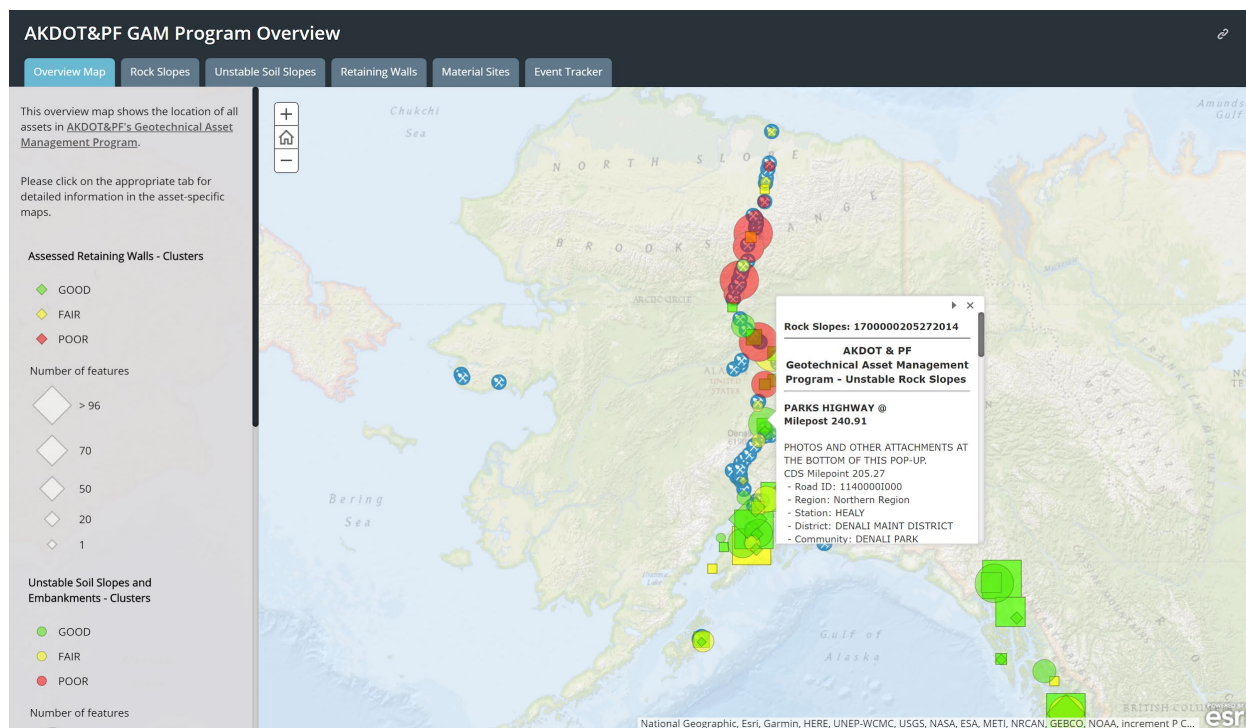 AKDOT&PF GAM Program Overview
Overview Map
Rock Slopes
Unstable Soil Slopes
Retaining Walls
Material Sites
Event Tracker
This overview map shows the location of all
assets in AKDOT&PF's Geotechnical Asset
Management Program.
Please click on the appropriate tab for
detailed information in the asset-specific
maps.
Assessed Retaining Walls - Clusters
GOOD
FAIR
POOR
Number of features
> 96
70
50
20
1
Unstable Soil Slopes and
Embankments - Clusters
GOOD
FAIR
POOR
Number of features
+
−
Chukchi
Sea
Amunds
Gulf
NORTH SLOPE
BROOKS RANGE
ARCTIC CIRCLE
Bering
Sea
Gulf of
Alaska
Rock Slopes: 1700000205272014
AKDOT & PF
Geotechnical Asset Management
Program - Unstable Rock Slopes
PARKS HIGHWAY @
Milepost 240.91
PHOTOS AND OTHER ATTACHMENTS AT
THE BOTTOM OF THIS POP-UP.
CDS Milepoint 205.27
- Road ID: 1140000I000
- Region: Northern Region
- Station: HEALY
- District: DENALI MAINT DISTRICT
- Community: DENALI PARK
BRITISH COLU
POWERED BY
esri
National Geographic, Esri, Garmin, HERE, UNEP-WCMC, USGS, NASA, ESA, METI, NRCAN, GEBCO, NOAA, increment P C...